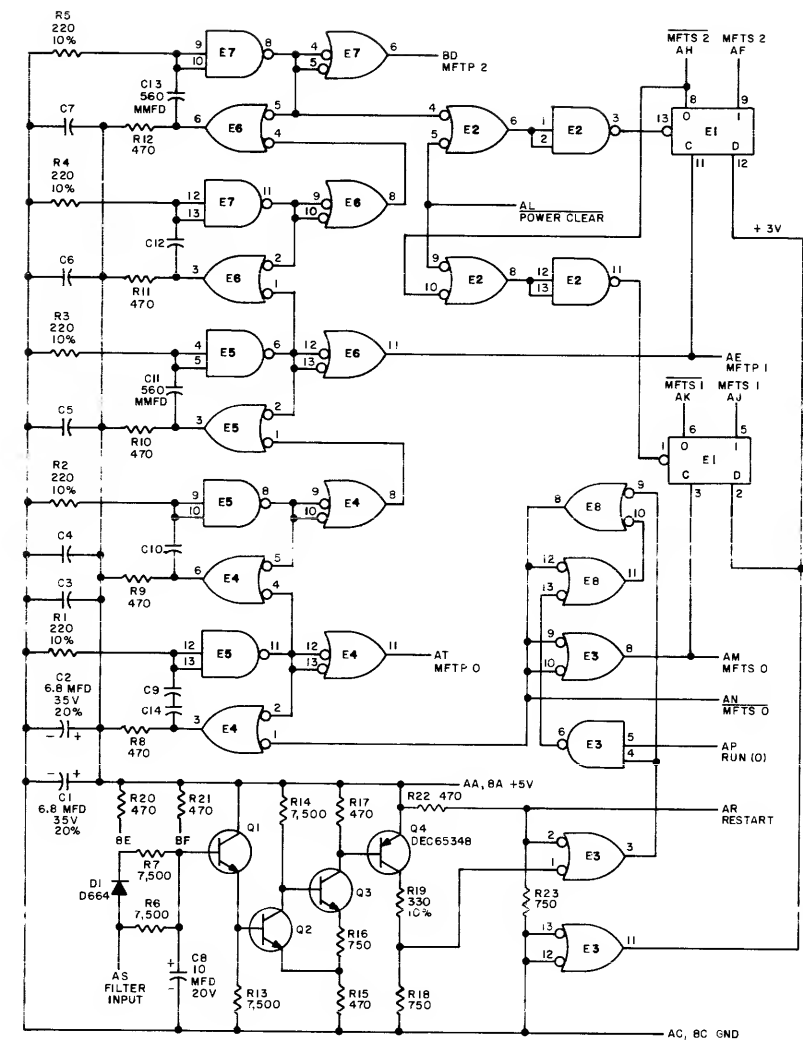 R5
220
10%
9
10
E7
8
4
5
E7
6
BD
MFTP 2
MFTS 2
AH
MFTS 2
AF
C13
560
MMFD
C7
6
E6
5
4
R12
470
4
5
E2
6
1
2
E2
3
13
8
O
9
I
E1
C
D
11
12
R4
220
10%
12
13
E7
11
9
10
E6
8
AL
POWER CLEAR
+ 3V
C12
C6
3
E6
2
1
R11
470
9
10
E2
8
12
13
E2
11
R3
220
10%
4
5
E5
6
12
13
E6
11
AE
MFTP 1
C11
560
MMFD
C5
3
E5
2
1
R10
470
MFTS 1
AK
MFTS 1
AJ
6
O
5
I
1
E1
C
D
3
2
R2
220
10%
9
10
E5
8
9
10
E4
8
8
E8
9
10
C4
C10
6
E4
5
4
R9
470
12
13
E8
11
C3
R1
220
10%
12
13
E5
11
12
13
E4
11
AT
MFTP 0
9
10
E3
8
AM
MFTS 0
C2
6.8 MFD
35V
20%
- +
C9
C14
3
E4
2
1
R8
470
AN
MFTS 0
6
E3
5
4
AP
RUN (0)
- +
C1
6.8 MFD
35V
20%
AA, BA +5V
R20
470
R21
470
R14
7,500
R17
470
R22 470
AR
RESTART
BE
BF
Q1
Q4
DEC6534B
R7
7,500
D1
D664
R6
7,500
Q3
Q2
R19
330
10%
2
1
E3
3
R23
750
R16
750
13
12
E3
11
AS
FILTER
INPUT
+
-
C8
10
MFD
20V
R13
7,500
R15
470
R18
750
AC, BC GND